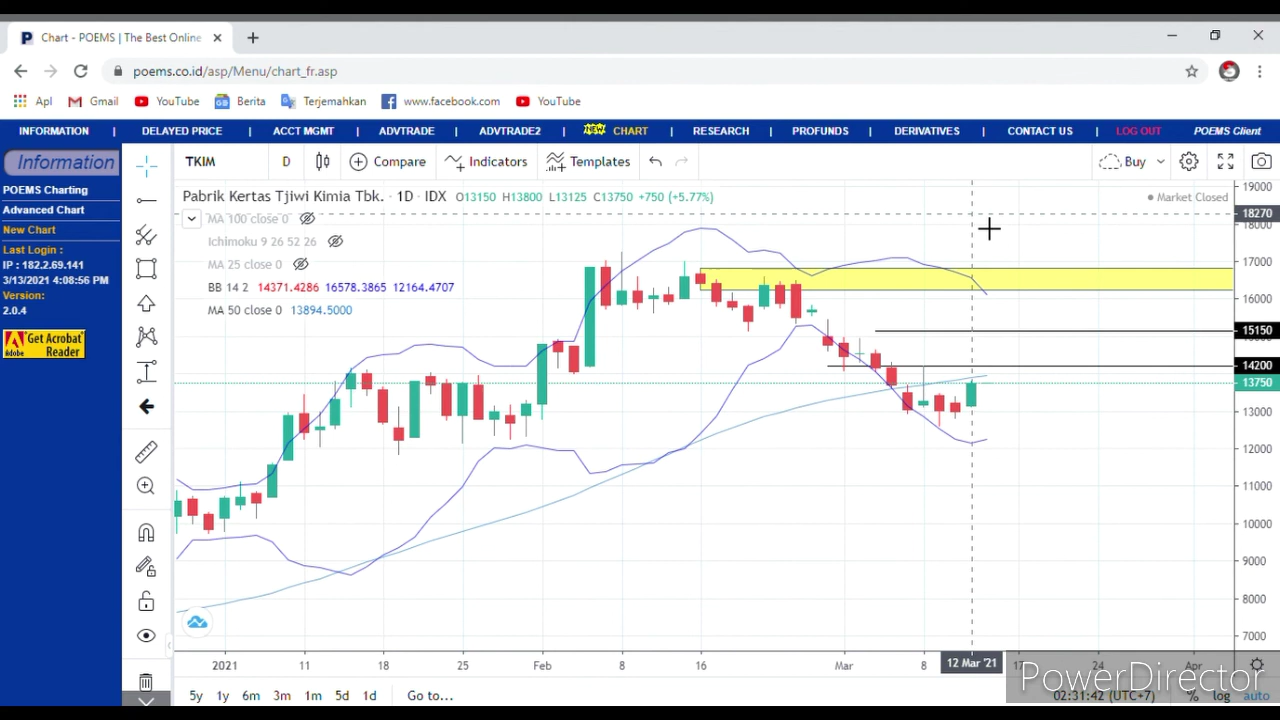 Chart - POEMS | The Best Online
poems.co.id/asp/Menu/chart_fr.asp
Apl Gmail YouTube Berita Terjemahkan www.facebook.com YouTube
INFORMATION | DELAYED PRICE | ACCT MGMT | ADVTRADE | ADVTRADE2 | NEW CHART | RESEARCH | PROFUNDS | DERIVATIVES | CONTACT US | LOG OUT POEMS Client
Information
POEMS Charting
Advanced Chart
New Chart
Last Login :
IP : 182.2.69.141
3/13/2021 4:08:56 PM
Version:
2.0.4
Get Acrobat
Reader
Adobe
TKIM D Compare Indicators Templates Buy
Pabrik Kertas Tjiwi Kimia Tbk. · 1D · IDX O13150 H13800 L13125 C13750 +750 (+5.77%)
Market Closed
MA 100 close 0
Ichimoku 9 26 52 26
MA 25 close 0
BB 14 2 14371.4286 16578.3865 12164.4707
MA 50 close 0 13894.5000
19000
18270
18000
17000
16000
15150
14200
13750
13000
12000
11000
10000
9000
8000
7000
2021 11 18 25 Feb 8 16 Mar 8 12 Mar '21 17 24 Apr
5y 1y 6m 3m 1m 5d 1d Go to...
02:31:42 (UTC+7) % log auto
PowerDirector